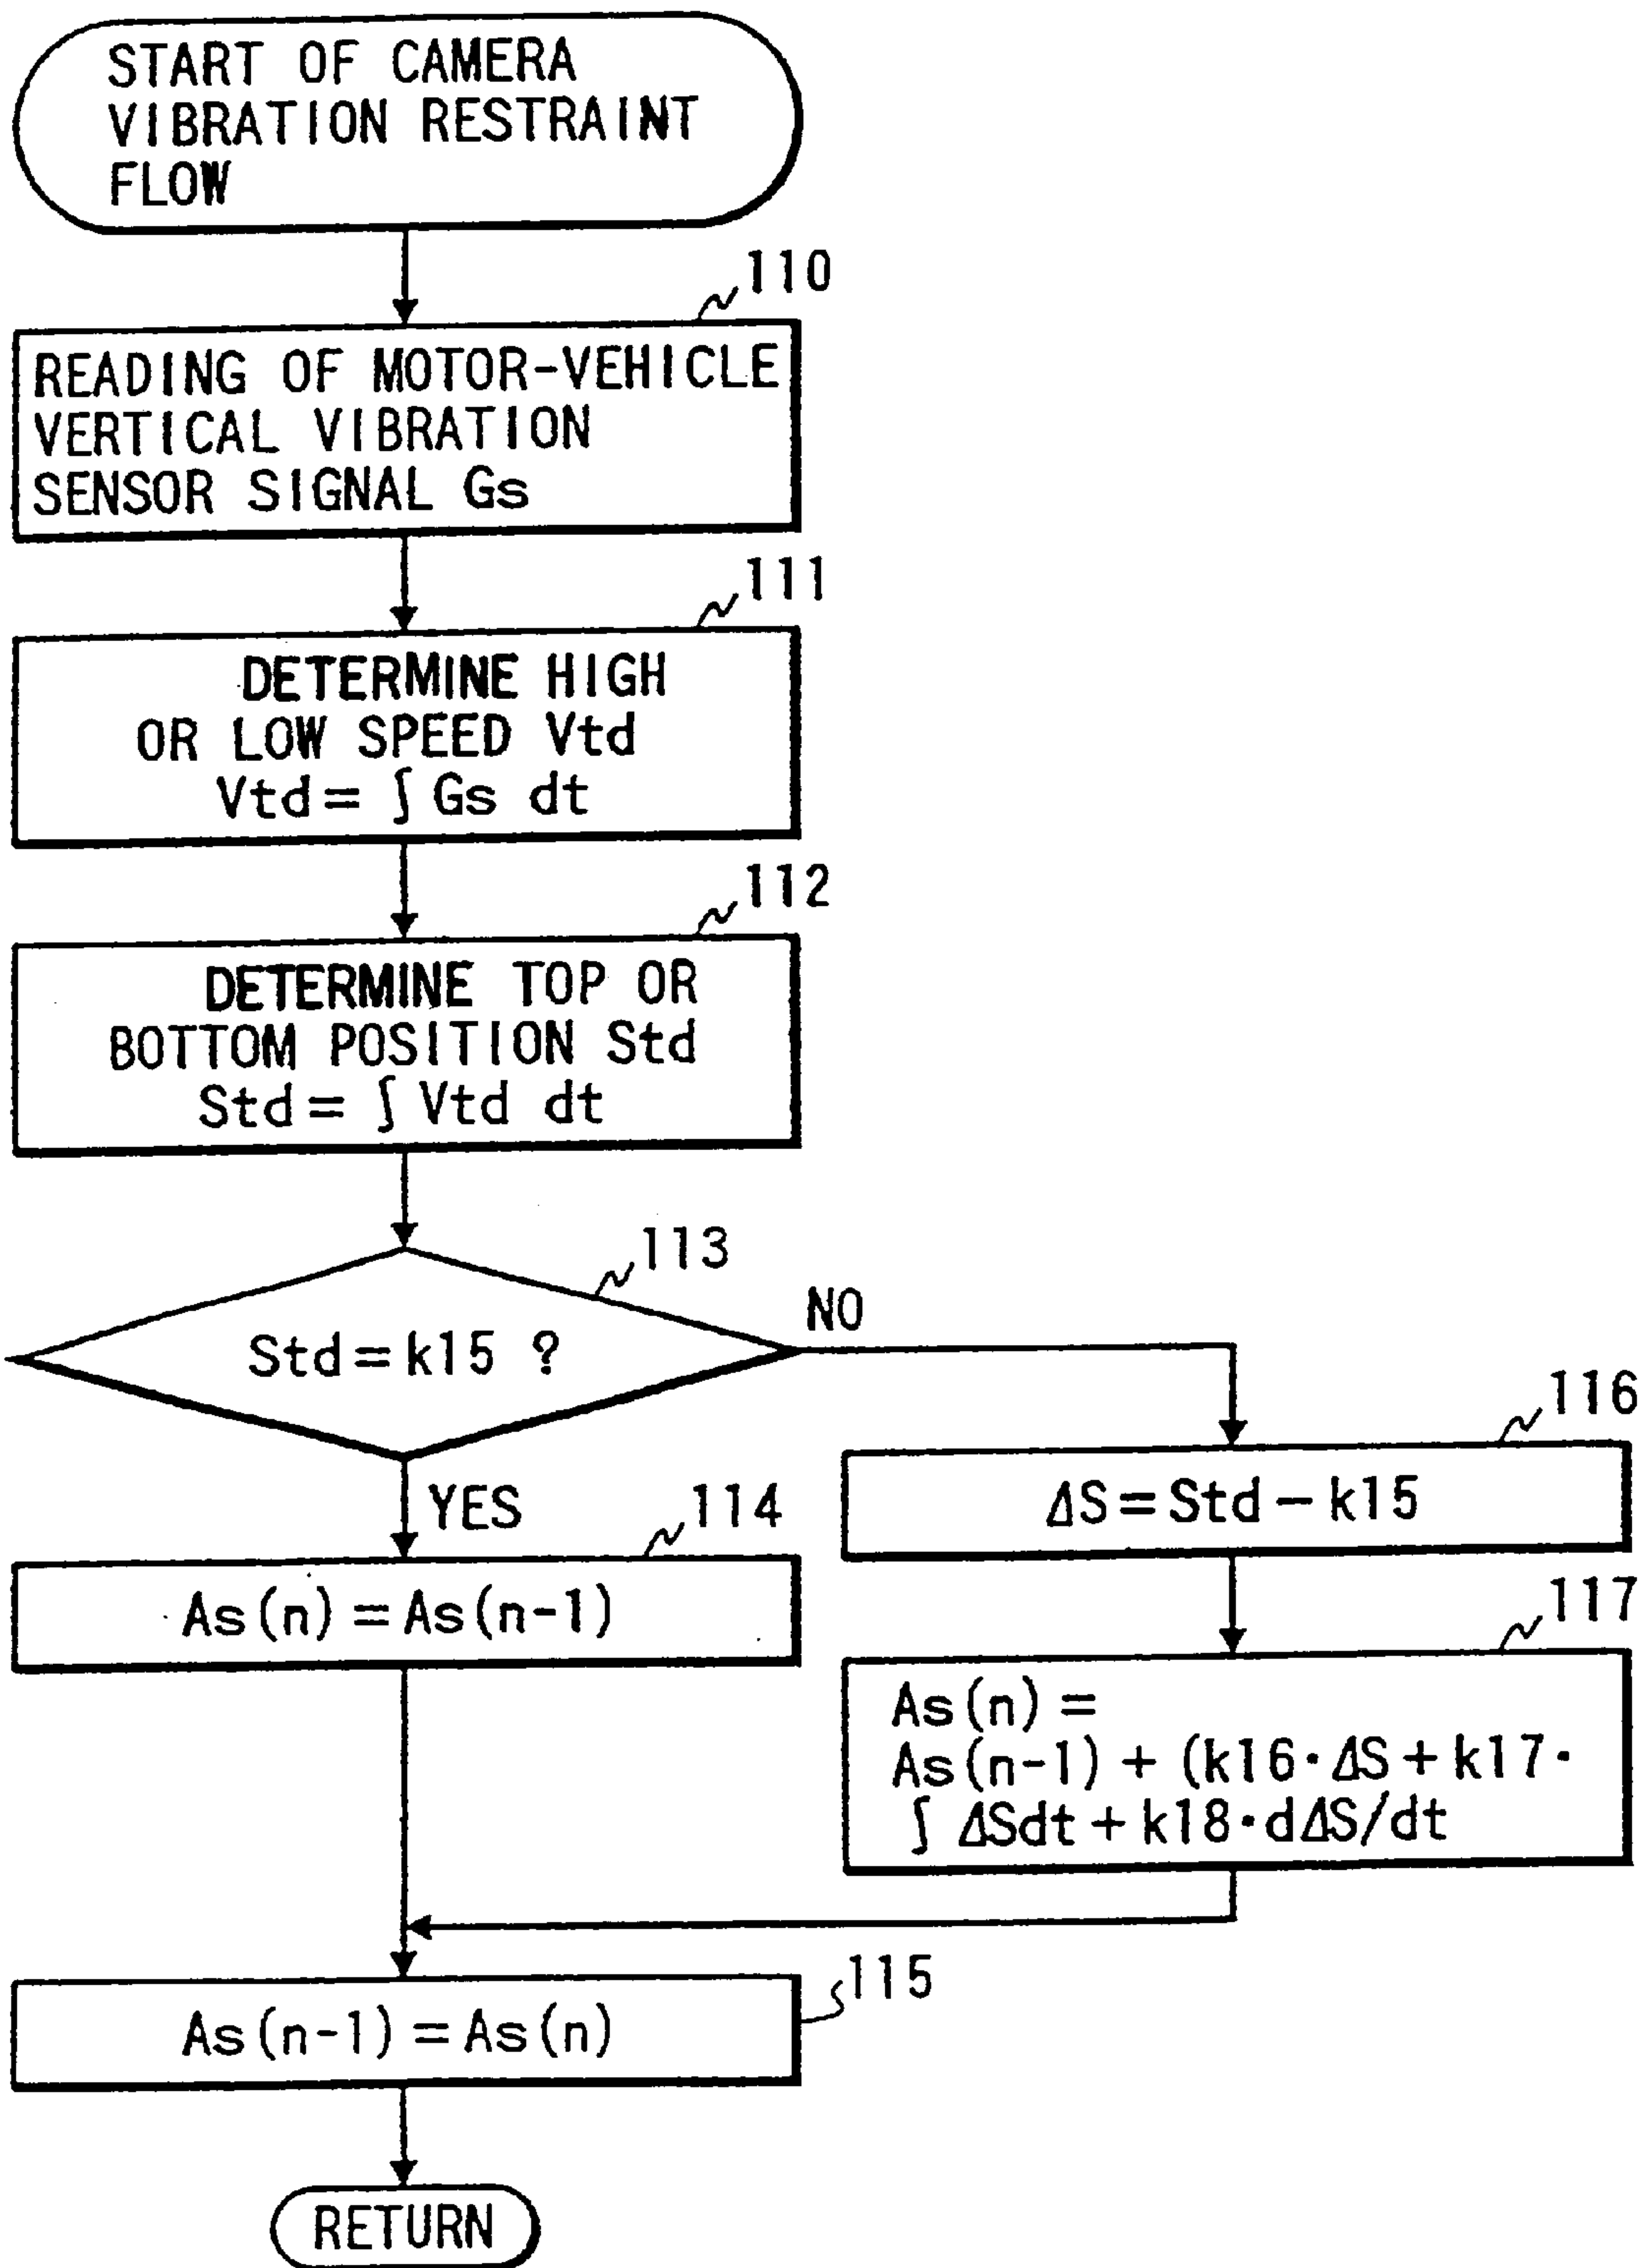 START OF CAMERA
VIBRATION RESTRAINT
FLOW
110
READING OF MOTOR-VEHICLE
VERTICAL VIBRATION
SENSOR SIGNAL Gs
111
DETERMINE HIGH
OR LOW SPEED Vtd
Vtd = ∫ Gs dt
112
DETERMINE TOP OR
BOTTOM POSITION Std
Std = ∫ Vtd dt
113
Std = k15 ?
NO
YES
114
As(n) = As(n-1)
116
ΔS = Std - k15
117
As(n) =
As(n-1) + (k16·ΔS + k17·
∫ ΔSdt + k18·dΔS/dt
115
As(n-1) = As(n)
RETURN